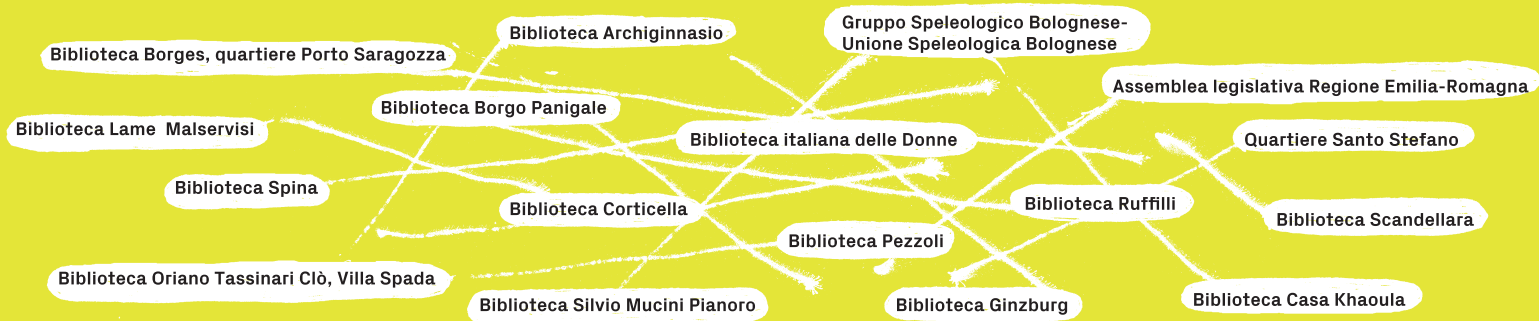 Biblioteca Archiginnasio
Gruppo Speleologico Bolognese-
Unione Speleologica Bolognese
Biblioteca Borges, quartiere Porto Saragozza
Assemblea legislativa Regione Emilia-Romagna
Biblioteca Borgo Panigale
Biblioteca Lame  Malservisi
Biblioteca italiana delle Donne
Quartiere Santo Stefano
Biblioteca Spina
Biblioteca Corticella
Biblioteca Ruffilli
Biblioteca Scandellara
Biblioteca Pezzoli
Biblioteca Oriano Tassinari Clò, Villa Spada
Biblioteca Silvio Mucini Pianoro
Biblioteca Ginzburg
Biblioteca Casa Khaoula